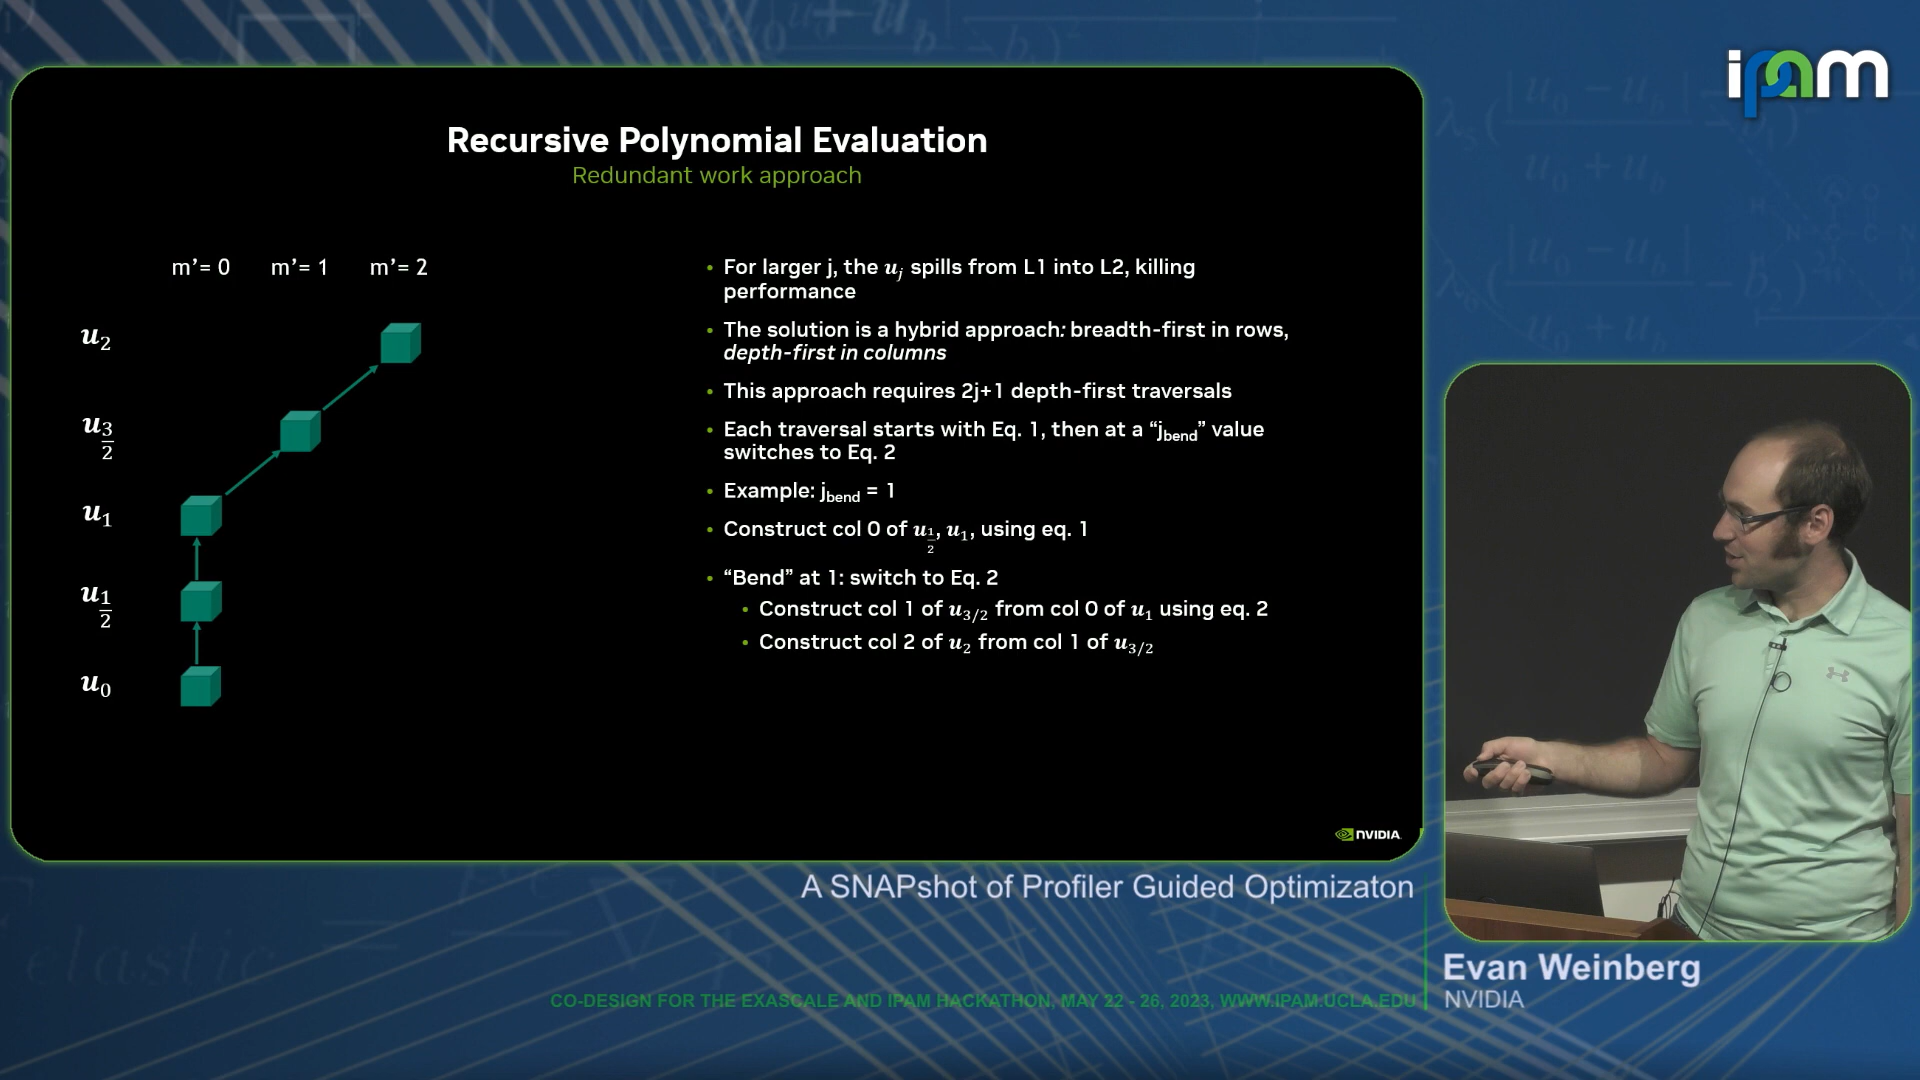 ipam
Recursive Polynomial Evaluation
Redundant work approach
m’= 0 m’= 1 m’= 2
u2
u3/2
u1
u1/2
u0
• For larger j, the uj spills from L1 into L2, killing
performance
• The solution is a hybrid approach: breadth-first in rows,
depth-first in columns
• This approach requires 2j+1 depth-first traversals
• Each traversal starts with Eq. 1, then at a “jbend” value
switches to Eq. 2
• Example: jbend = 1
• Construct col 0 of u1/2, u1, using eq. 1
• “Bend” at 1: switch to Eq. 2
• Construct col 1 of u3/2 from col 0 of u1 using eq. 2
• Construct col 2 of u2 from col 1 of u3/2
NVIDIA.
A SNAPshot of Profiler Guided Optimizaton
Evan Weinberg
NVIDIA
CO-DESIGN FOR THE EXASCALE AND IPAM HACKATHON, MAY 22 - 26, 2023, WWW.IPAM.UCLA.EDU
elastic